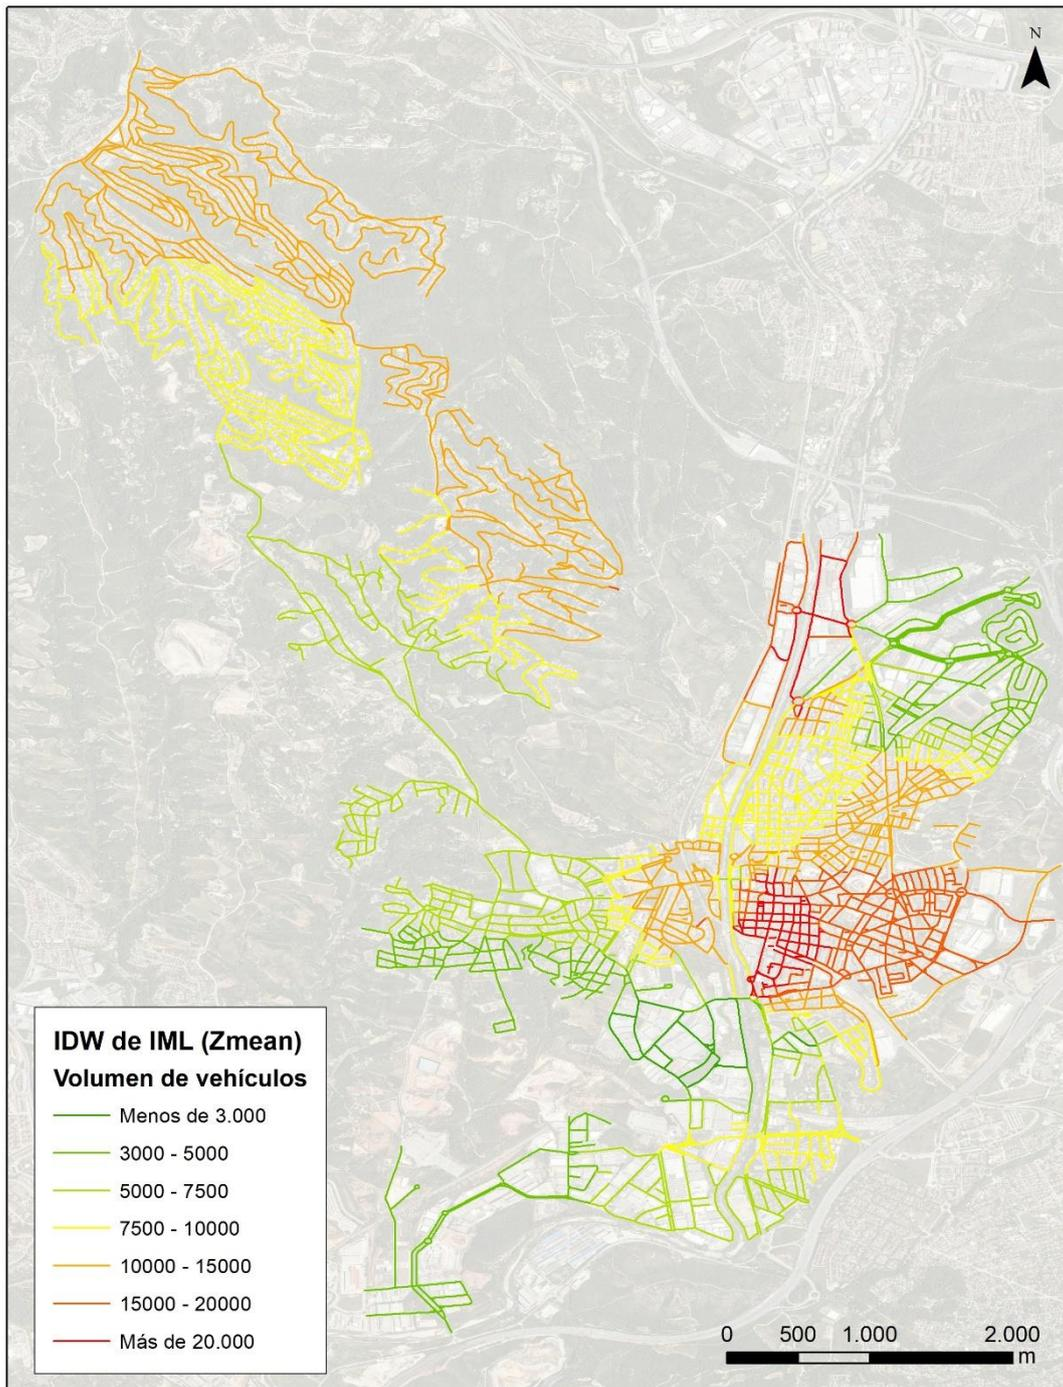 N
IDW de IML (Zmean)
Volumen de vehículos
Menos de 3.000
3000 - 5000
5000 - 7500
7500 - 10000
10000 - 15000
15000 - 20000
Más de 20.000
0 500 1.000 2.000
m